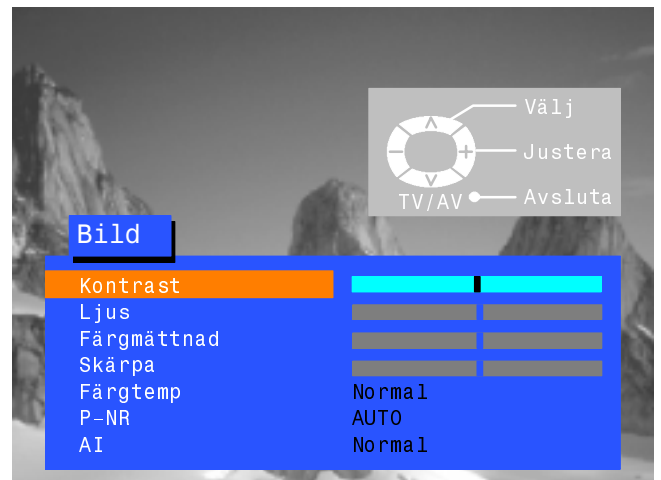 Välj
Justera
TV/AV Avsluta
Bild
Kontrast
Ljus
Färgmättnad
Skärpa
Färgtemp Normal
P-NR AUTO
AI Normal